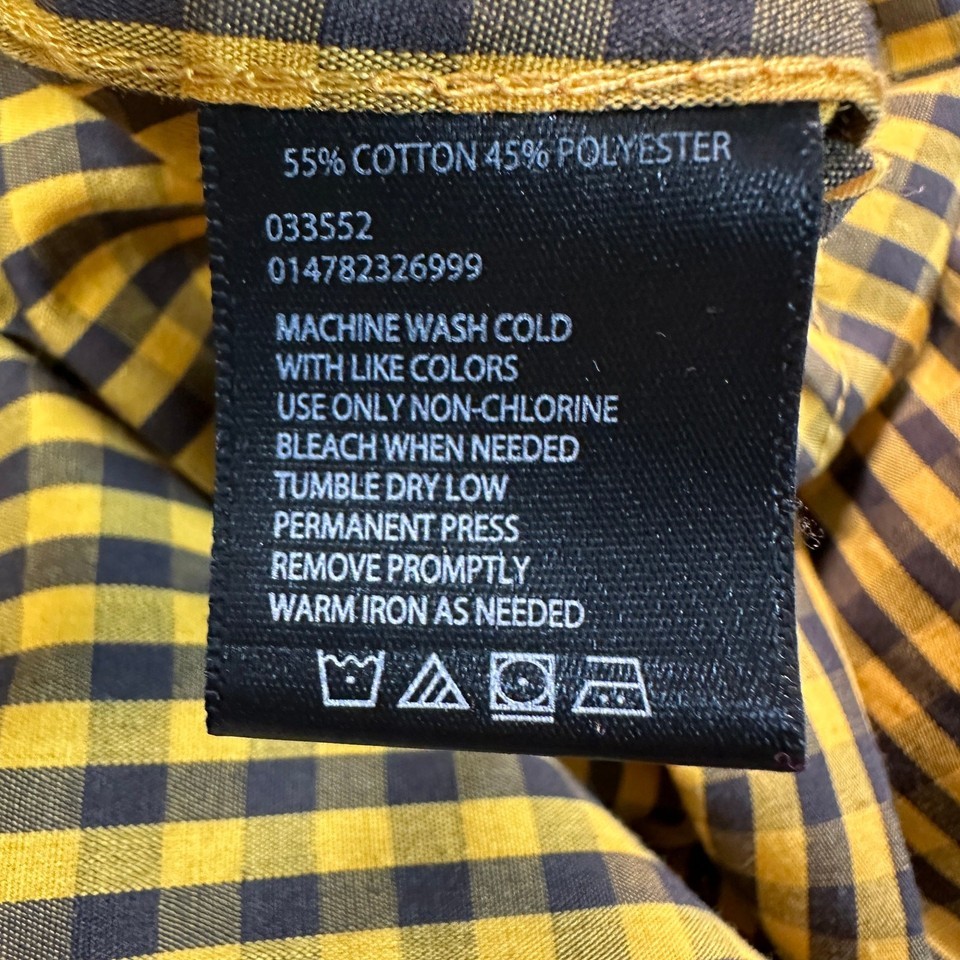 55% COTTON 45% POLYESTER
033552
014782326999
MACHINE WASH COLD
WITH LIKE COLORS
USE ONLY NON-CHLORINE
BLEACH WHEN NEEDED
TUMBLE DRY LOW
PERMANENT PRESS
REMOVE PROMPTLY
WARM IRON AS NEEDED